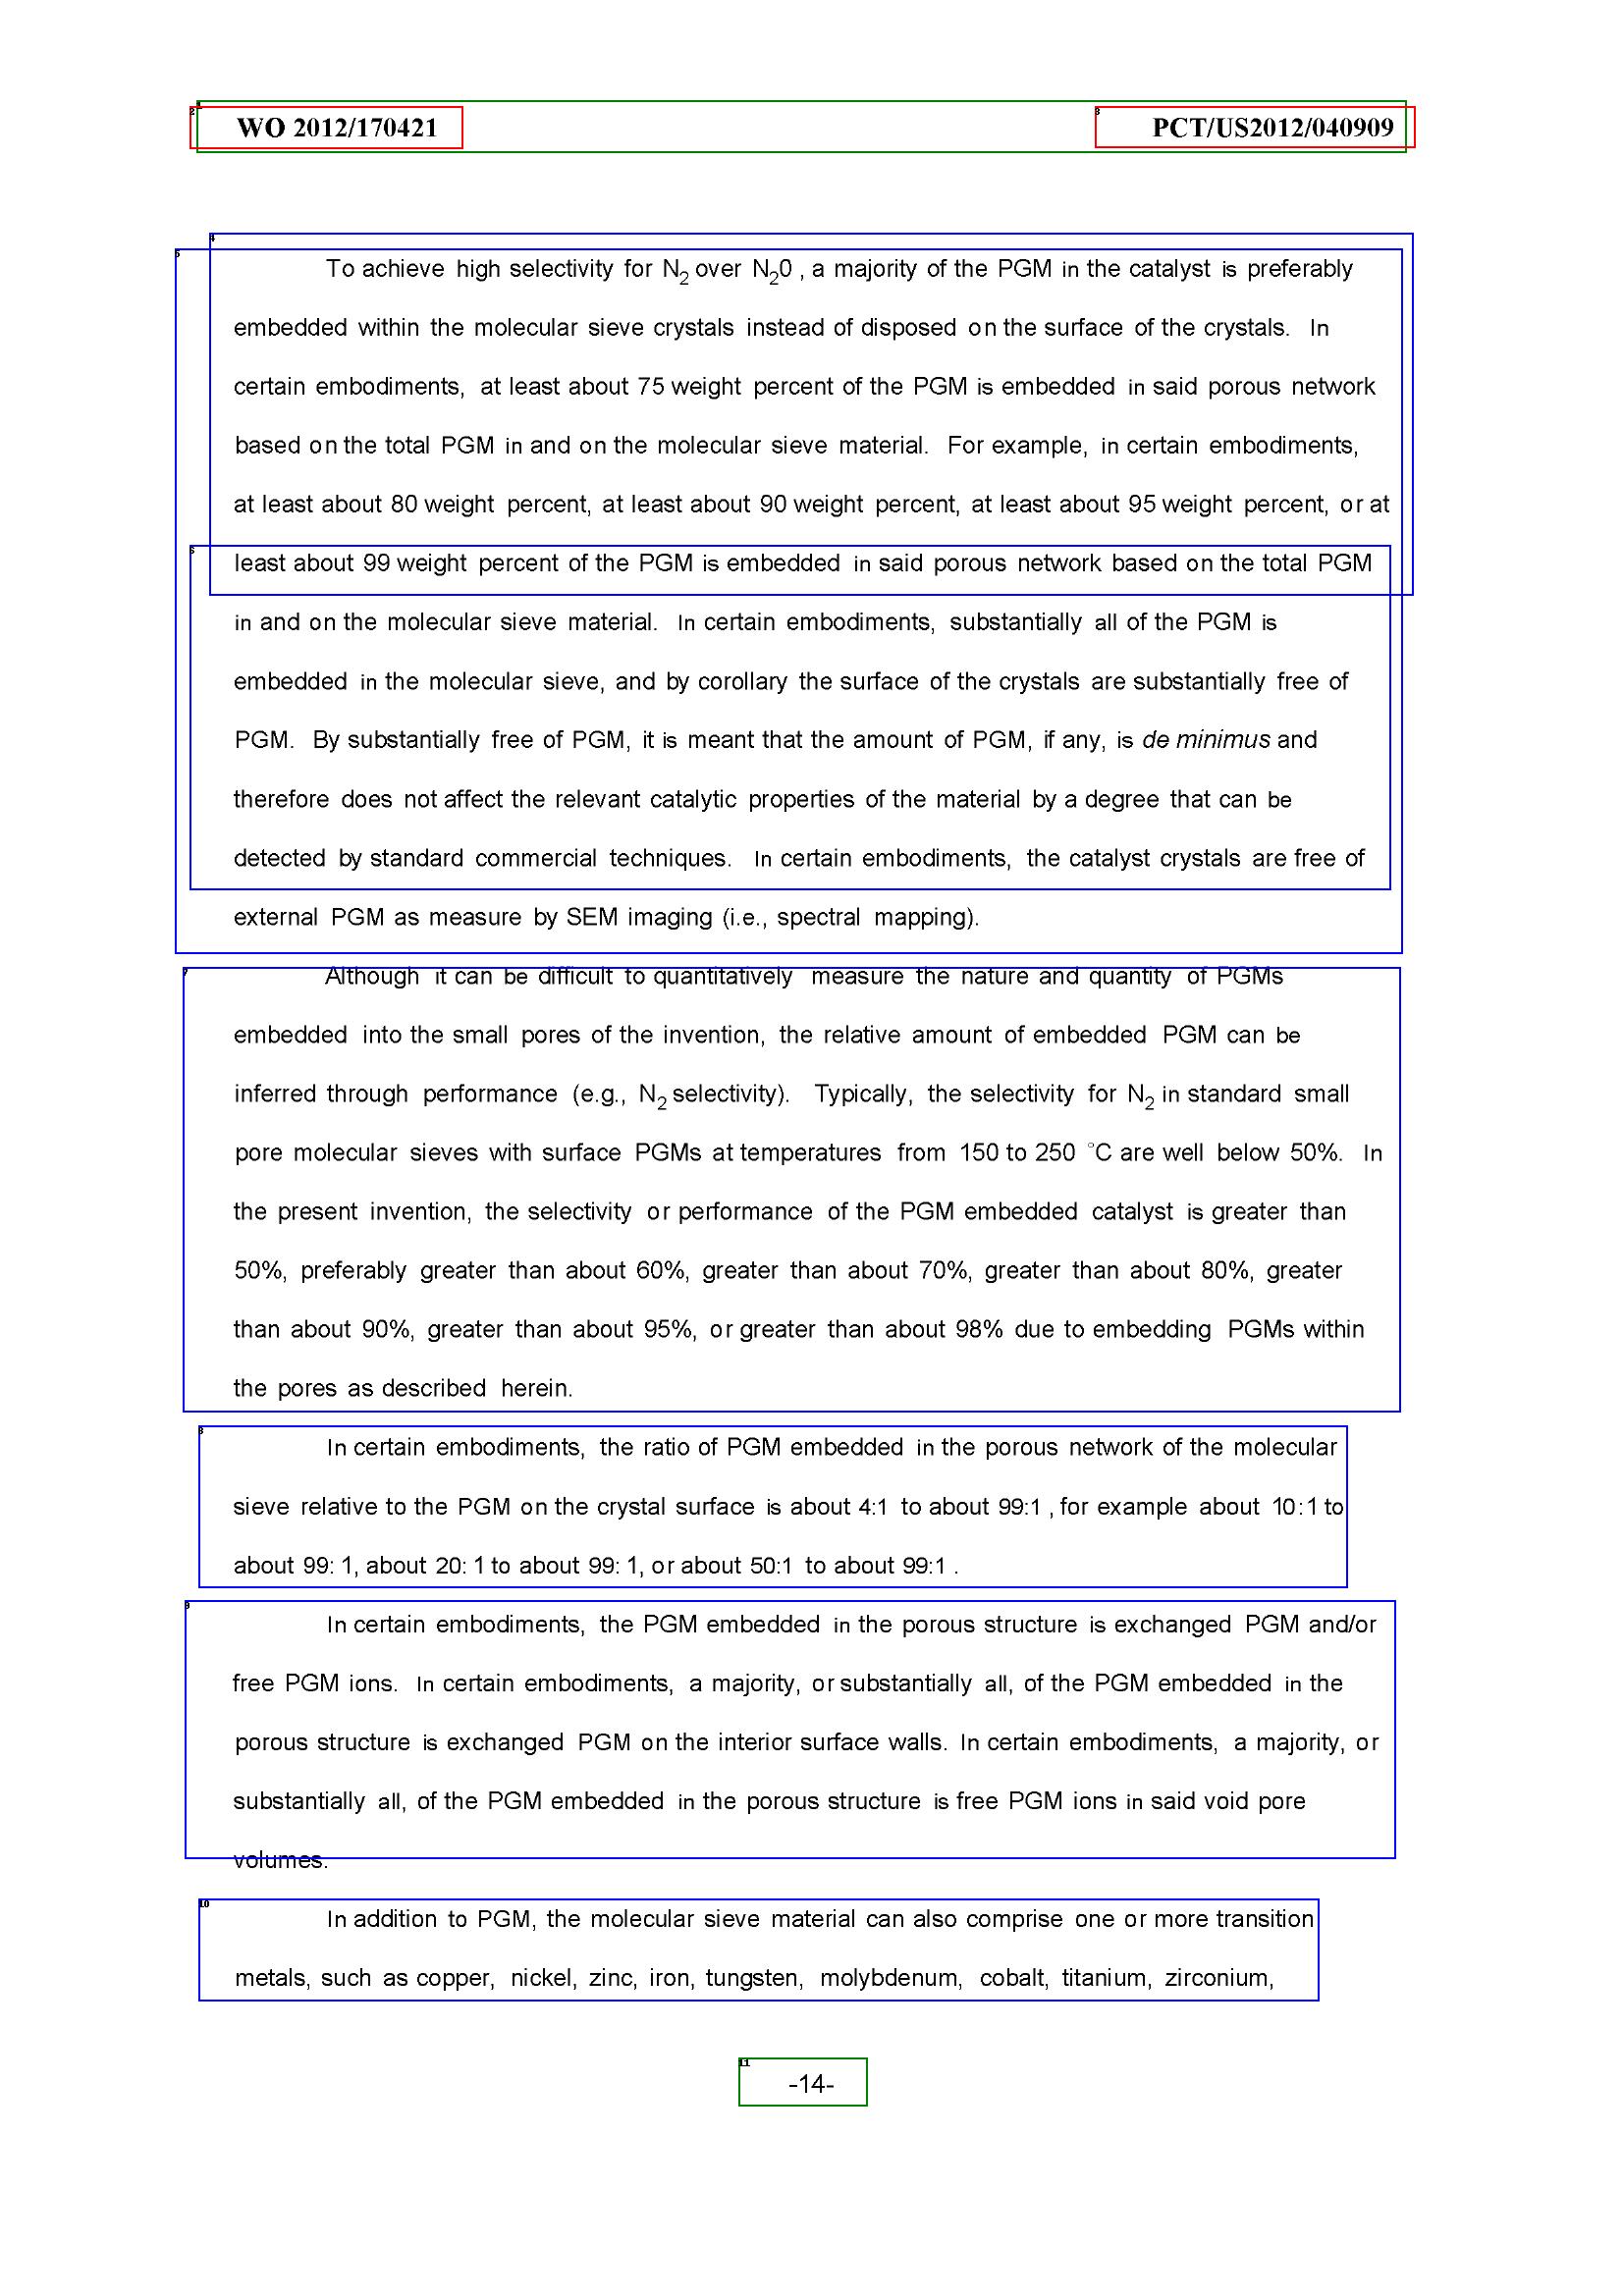 WO 2012/170421 PCT/US2012/040909
To achieve high selectivity for N2 over N20 , a majority of the PGM in the catalyst is preferably
embedded within the molecular sieve crystals instead of disposed on the surface of the crystals. In
certain embodiments, at least about 75 weight percent of the PGM is embedded in said porous network
based on the total PGM in and on the molecular sieve material. For example, in certain embodiments,
at least about 80 weight percent, at least about 90 weight percent, at least about 95 weight percent, or at
least about 99 weight percent of the PGM is embedded in said porous network based on the total PGM
in and on the molecular sieve material. In certain embodiments, substantially all of the PGM is
embedded in the molecular sieve, and by corollary the surface of the crystals are substantially free of
PGM. By substantially free of PGM, it is meant that the amount of PGM, if any, is de minimus and
therefore does not affect the relevant catalytic properties of the material by a degree that can be
detected by standard commercial techniques. In certain embodiments, the catalyst crystals are free of
external PGM as measure by SEM imaging (i.e., spectral mapping).
Although it can be difficult to quantitatively measure the nature and quantity of PGMs
embedded into the small pores of the invention, the relative amount of embedded PGM can be
inferred through performance (e.g., N2 selectivity). Typically, the selectivity for N2 in standard small
pore molecular sieves with surface PGMs at temperatures from 150 to 250 °C are well below 50%. In
the present invention, the selectivity or performance of the PGM embedded catalyst is greater than
50%, preferably greater than about 60%, greater than about 70%, greater than about 80%, greater
than about 90%, greater than about 95%, or greater than about 98% due to embedding PGMs within
the pores as described herein.
In certain embodiments, the ratio of PGM embedded in the porous network of the molecular
sieve relative to the PGM on the crystal surface is about 4:1 to about 99:1 , for example about 10:1 to
about 99: 1, about 20: 1 to about 99: 1, or about 50:1 to about 99:1 .
In certain embodiments, the PGM embedded in the porous structure is exchanged PGM and/or
free PGM ions. In certain embodiments, a majority, or substantially all, of the PGM embedded in the
porous structure is exchanged PGM on the interior surface walls. In certain embodiments, a majority, or
substantially all, of the PGM embedded in the porous structure is free PGM ions in said void pore
volumes.
In addition to PGM, the molecular sieve material can also comprise one or more transition
metals, such as copper, nickel, zinc, iron, tungsten, molybdenum, cobalt, titanium, zirconium,
-14-